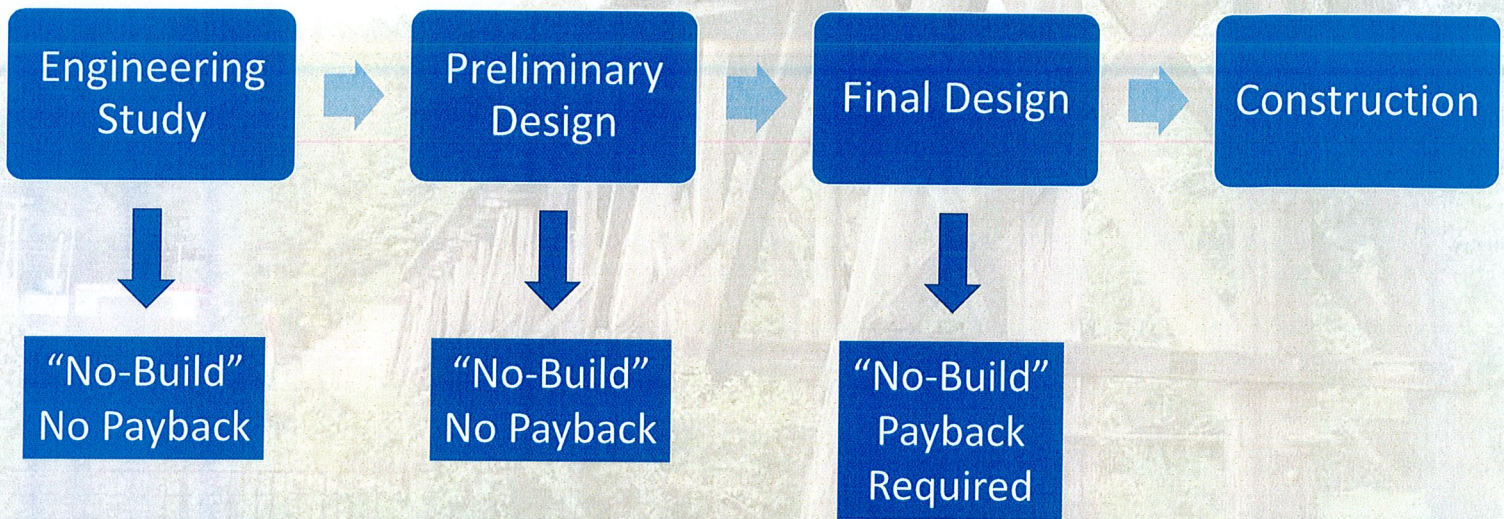 Engineering
Study
Preliminary
Design
Final Design
Construction
“No-Build”
No Payback
“No-Build”
No Payback
“No-Build”
Payback
Required